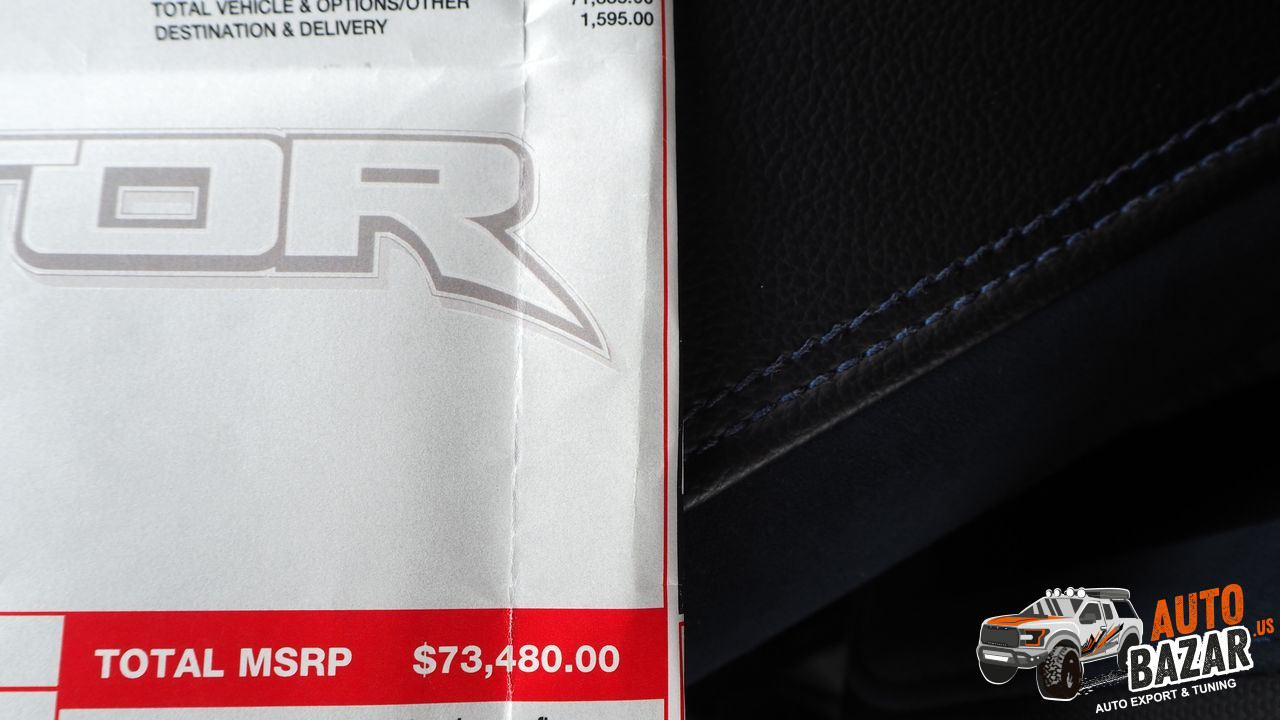 TOTAL VEHICLE & OPTIONS/OTHER
DESTINATION & DELIVERY 1,595.00
TOR
TOTAL MSRP $73,480.00
AUTO
BAZAR.US
AUTO EXPORT & TUNING